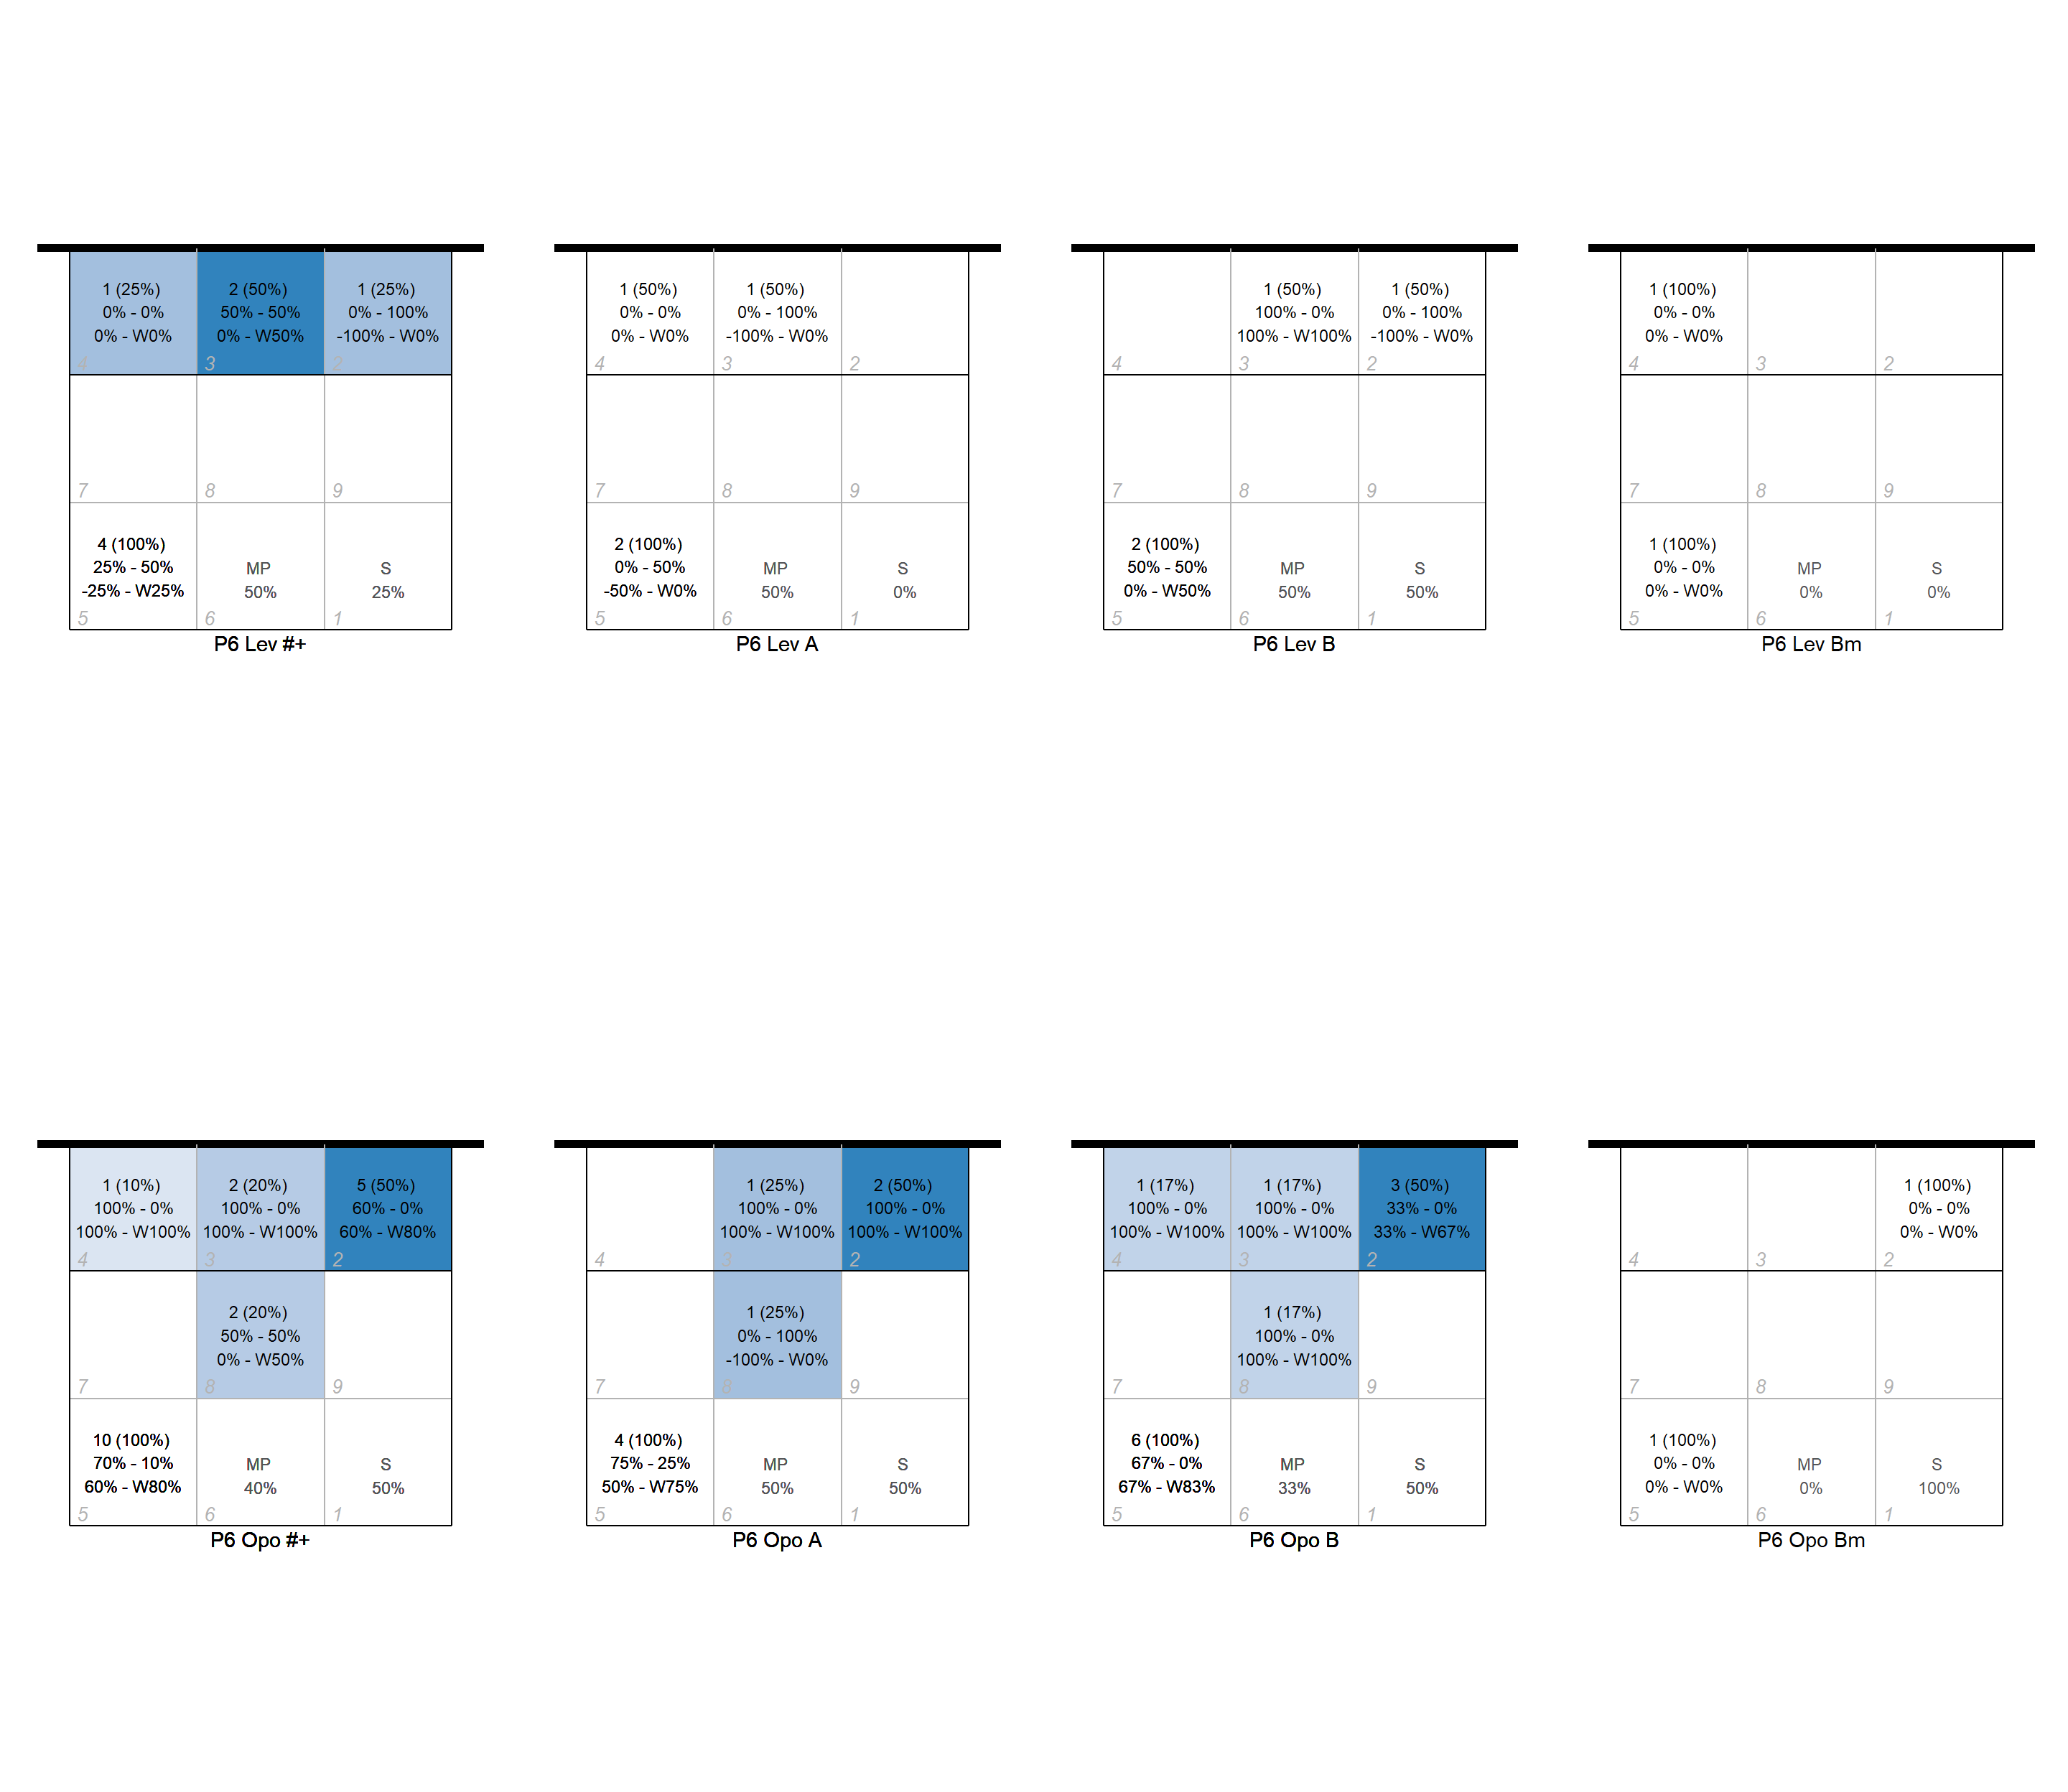 1 (25%)
0% - 0%
0% - W0%
4
2 (50%)
50% - 50%
0% - W50%
3
1 (25%)
0% - 100%
-100% - W0%
2
7
8
9
4 (100%)
25% - 50%
-25% - W25%
5
MP
50%
6
S
25%
1
P6 Lev #+
1 (50%)
0% - 0%
0% - W0%
4
1 (50%)
0% - 100%
-100% - W0%
3
2
7
8
9
2 (100%)
0% - 50%
-50% - W0%
5
MP
50%
6
S
0%
1
P6 Lev A
4
1 (50%)
100% - 0%
100% - W100%
3
1 (50%)
0% - 100%
-100% - W0%
2
7
8
9
2 (100%)
50% - 50%
0% - W50%
5
MP
50%
6
S
50%
1
P6 Lev B
1 (100%)
0% - 0%
0% - W0%
4
3
2
7
8
9
1 (100%)
0% - 0%
0% - W0%
5
MP
0%
6
S
0%
1
P6 Lev Bm
1 (10%)
100% - 0%
100% - W100%
4
2 (20%)
100% - 0%
100% - W100%
3
5 (50%)
60% - 0%
60% - W80%
2
7
2 (20%)
50% - 50%
0% - W50%
8
9
10 (100%)
70% - 10%
60% - W80%
5
MP
40%
6
S
50%
1
P6 Opo #+
4
1 (25%)
100% - 0%
100% - W100%
3
2 (50%)
100% - 0%
100% - W100%
2
7
1 (25%)
0% - 100%
-100% - W0%
8
9
4 (100%)
75% - 25%
50% - W75%
5
MP
50%
6
S
50%
1
P6 Opo A
1 (17%)
100% - 0%
100% - W100%
4
1 (17%)
100% - 0%
100% - W100%
3
3 (50%)
33% - 0%
33% - W67%
2
7
1 (17%)
100% - 0%
100% - W100%
8
9
6 (100%)
67% - 0%
67% - W83%
5
MP
33%
6
S
50%
1
P6 Opo B
4
3
1 (100%)
0% - 0%
0% - W0%
2
7
8
9
1 (100%)
0% - 0%
0% - W0%
5
MP
0%
6
S
100%
1
P6 Opo Bm